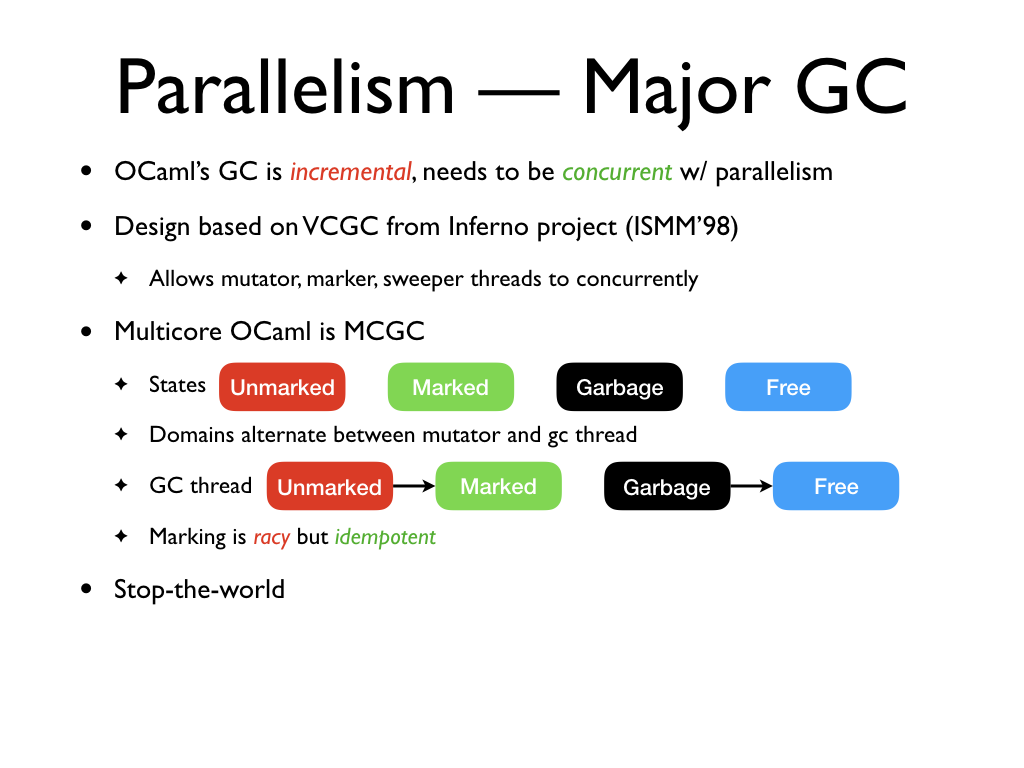 Parallelism — Major GC
• OCaml’s GC is incremental, needs to be concurrent w/ parallelism
• Design based on VCGC from Inferno project (ISMM’98)
✦ Allows mutator, marker, sweeper threads to concurrently
• Multicore OCaml is MCGC
✦ States Unmarked Marked Garbage Free
✦ Domains alternate between mutator and gc thread
✦ GC thread Unmarked Marked Garbage Free
✦ Marking is racy but idempotent
• Stop-the-world